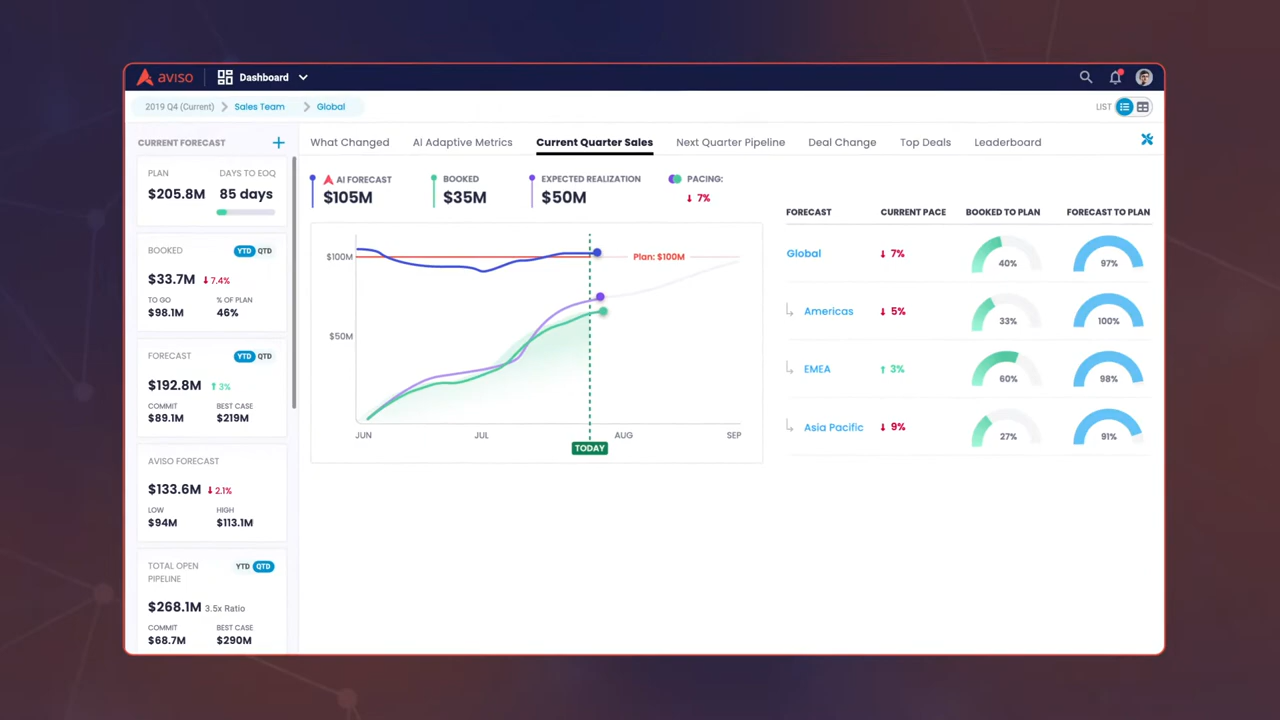 aviso
Dashboard
2019 Q4 (Current) Sales Team Global
LIST
CURRENT FORECAST
PLAN DAYS TO EOQ
$205.8M 85 days
BOOKED YTD QTD
$33.7M 7.4%
TO GO % OF PLAN
$98.1M 46%
FORECAST YTD QTD
$192.8M 3%
COMMIT BEST CASE
$89.1M $219M
AVISO FORECAST
$133.6M 2.1%
LOW HIGH
$94M $113.1M
TOTAL OPEN PIPELINE YTD QTD
$268.1M 3.5x Ratio
COMMIT BEST CASE
$68.7M $290M
What Changed AI Adaptive Metrics Current Quarter Sales Next Quarter Pipeline Deal Change Top Deals Leaderboard
AI FORECAST BOOKED EXPECTED REALIZATION PACING:
$105M $35M $50M 7%
$100M
Plan: $100M
$50M
JUN JUL AUG SEP
TODAY
FORECAST CURRENT PACE BOOKED TO PLAN FORECAST TO PLAN
Global 7% 40% 97%
Americas 5% 33% 100%
EMEA 3% 60% 98%
Asia Pacific 9% 27% 91%